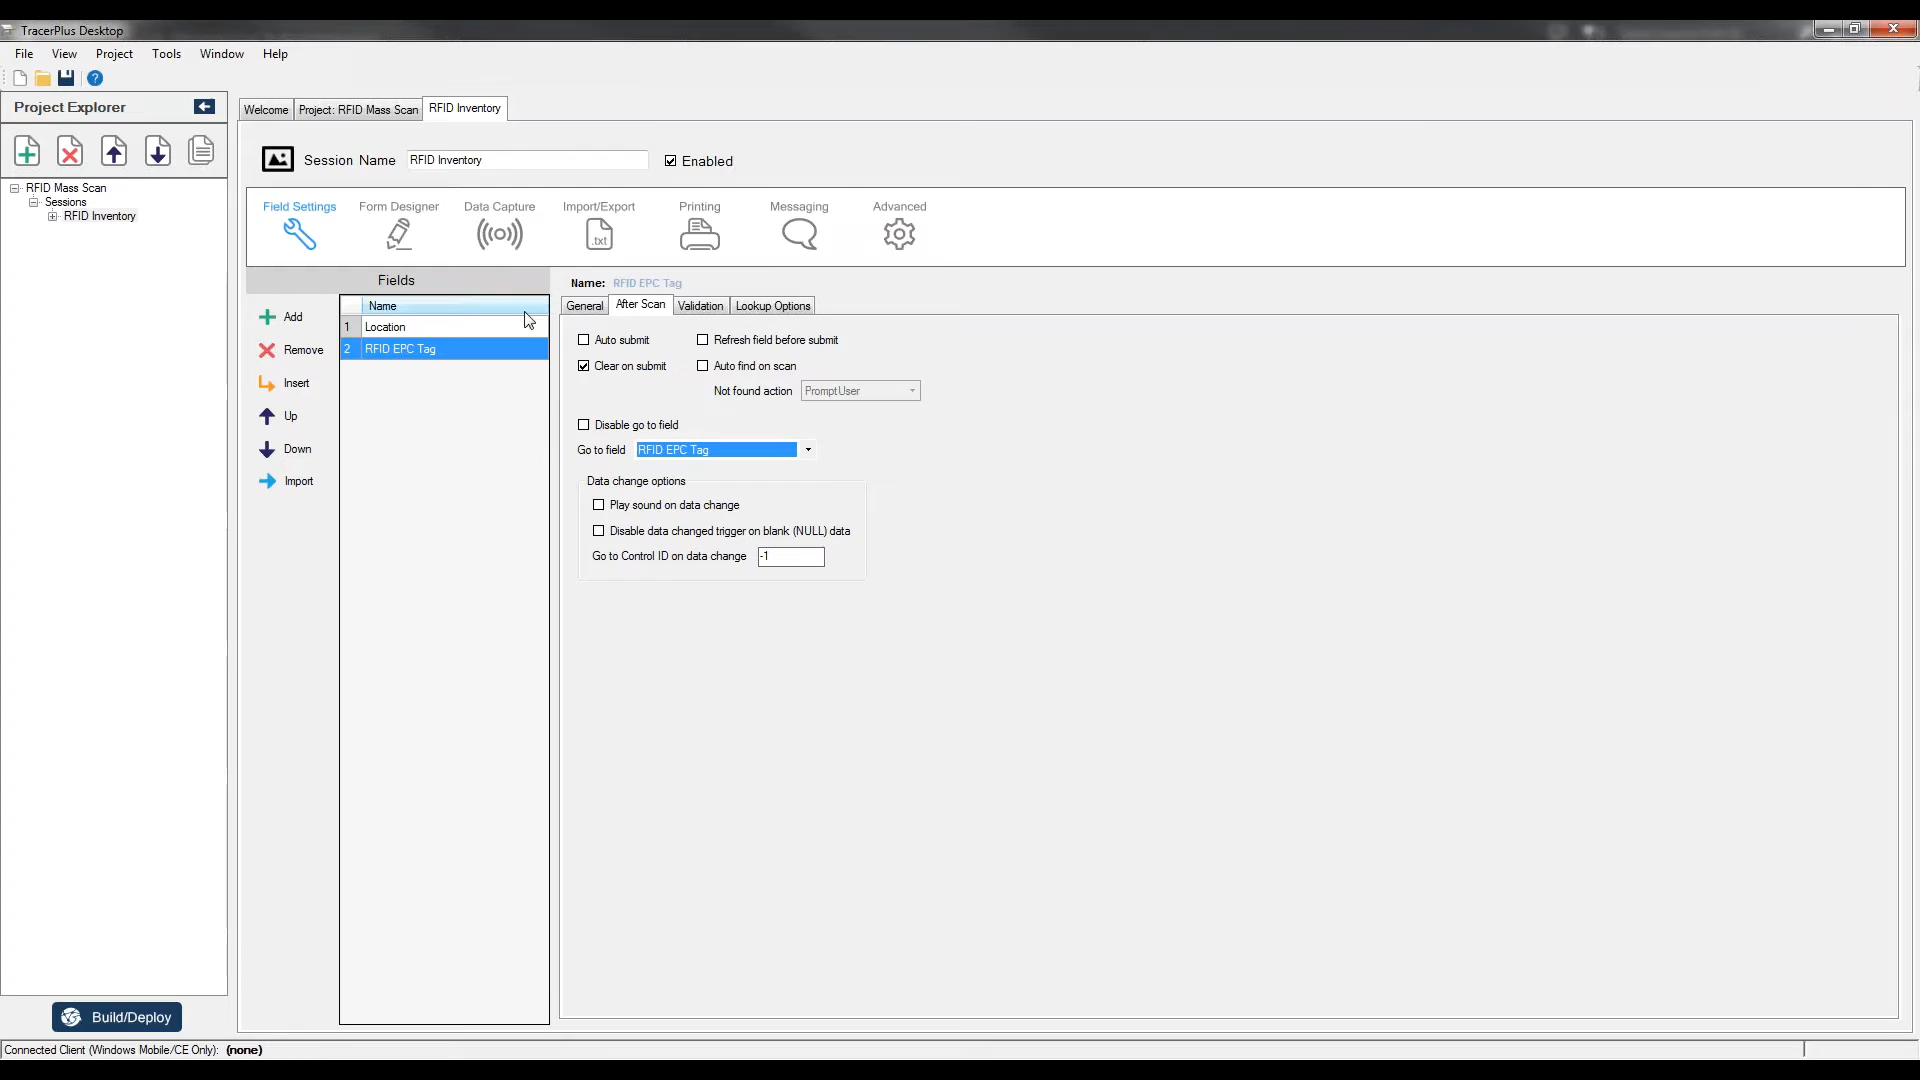 TracerPlus Desktop
File View Project Tools Window Help
Project Explorer
RFID Mass Scan
Sessions
RFID Inventory
Build/Deploy
Welcome Project: RFID Mass Scan RFID Inventory
Session Name RFID Inventory Enabled
Field Settings Form Designer Data Capture Import/Export Printing Messaging Advanced
.txt
Fields
Add
Remove
Insert
Up
Down
Import
Name
1 Location
2 RFID EPC Tag
Name: RFID EPC Tag
General After Scan Validation Lookup Options
Auto submit Refresh field before submit
Clear on submit Auto find on scan
Not found action PromptUser
Disable go to field
Go to field RFID EPC Tag
Data change options
Play sound on data change
Disable data changed trigger on blank (NULL) data
Go to Control ID on data change -1
Connected Client (Windows Mobile/CE Only): (none)